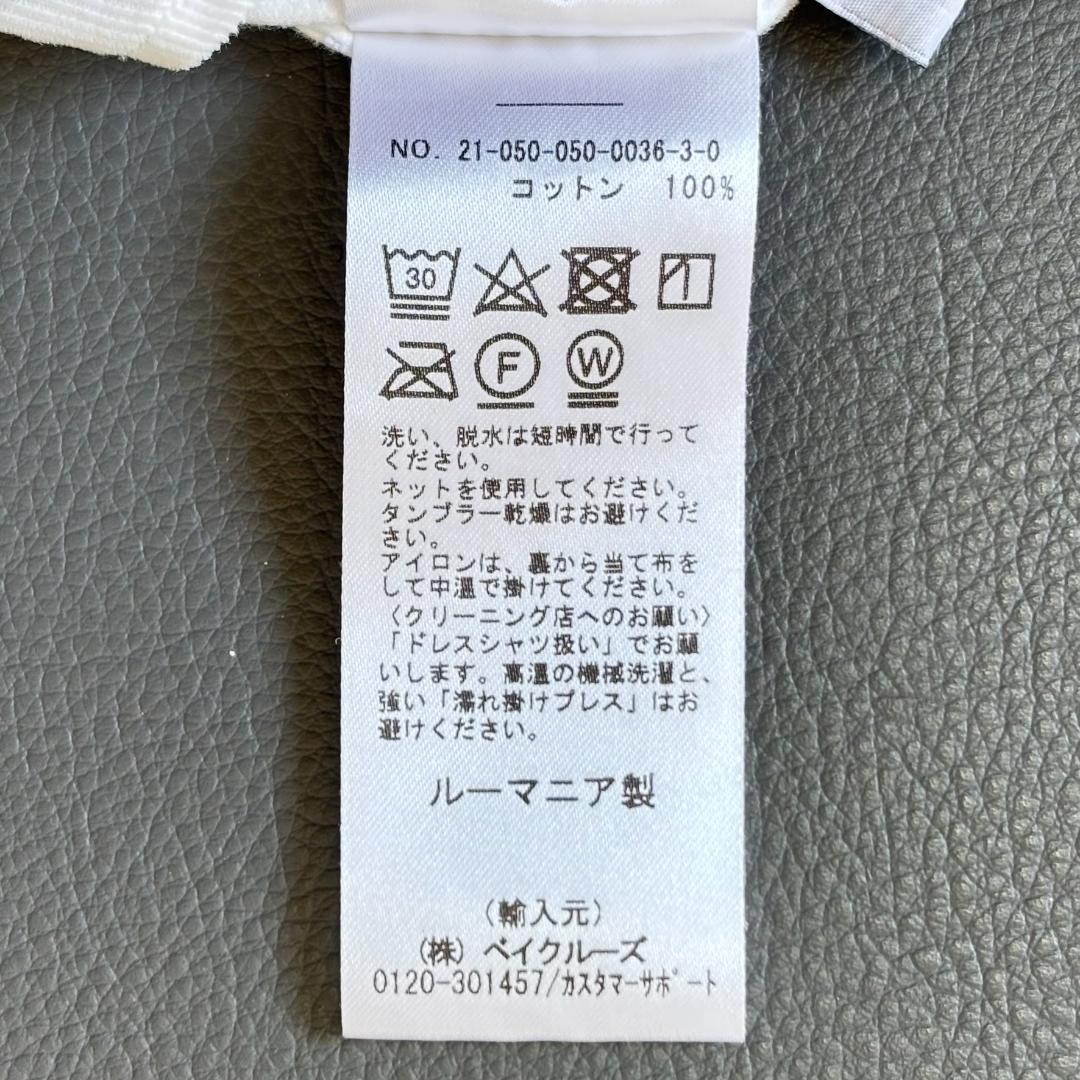 NO. 21-050-050-0036-3-0
コットン 100%
30
F
W
洗い、脱水は短時間で行って
ください。
ネットを使用してください。
タンブラー乾燥はお避けくだ
さい。
アイロンは、裏から当て布を
して中温で掛けてください。
〈クリーニング店へのお願い〉
「ドレスシャツ扱い」でお願
いします。高温の機械洗濯と、
強い「濡れ掛けプレス」はお
避けください。
ルーマニア製
(輸入元)
(株) ベイクルーズ
0120-301457/カスタマーサポート